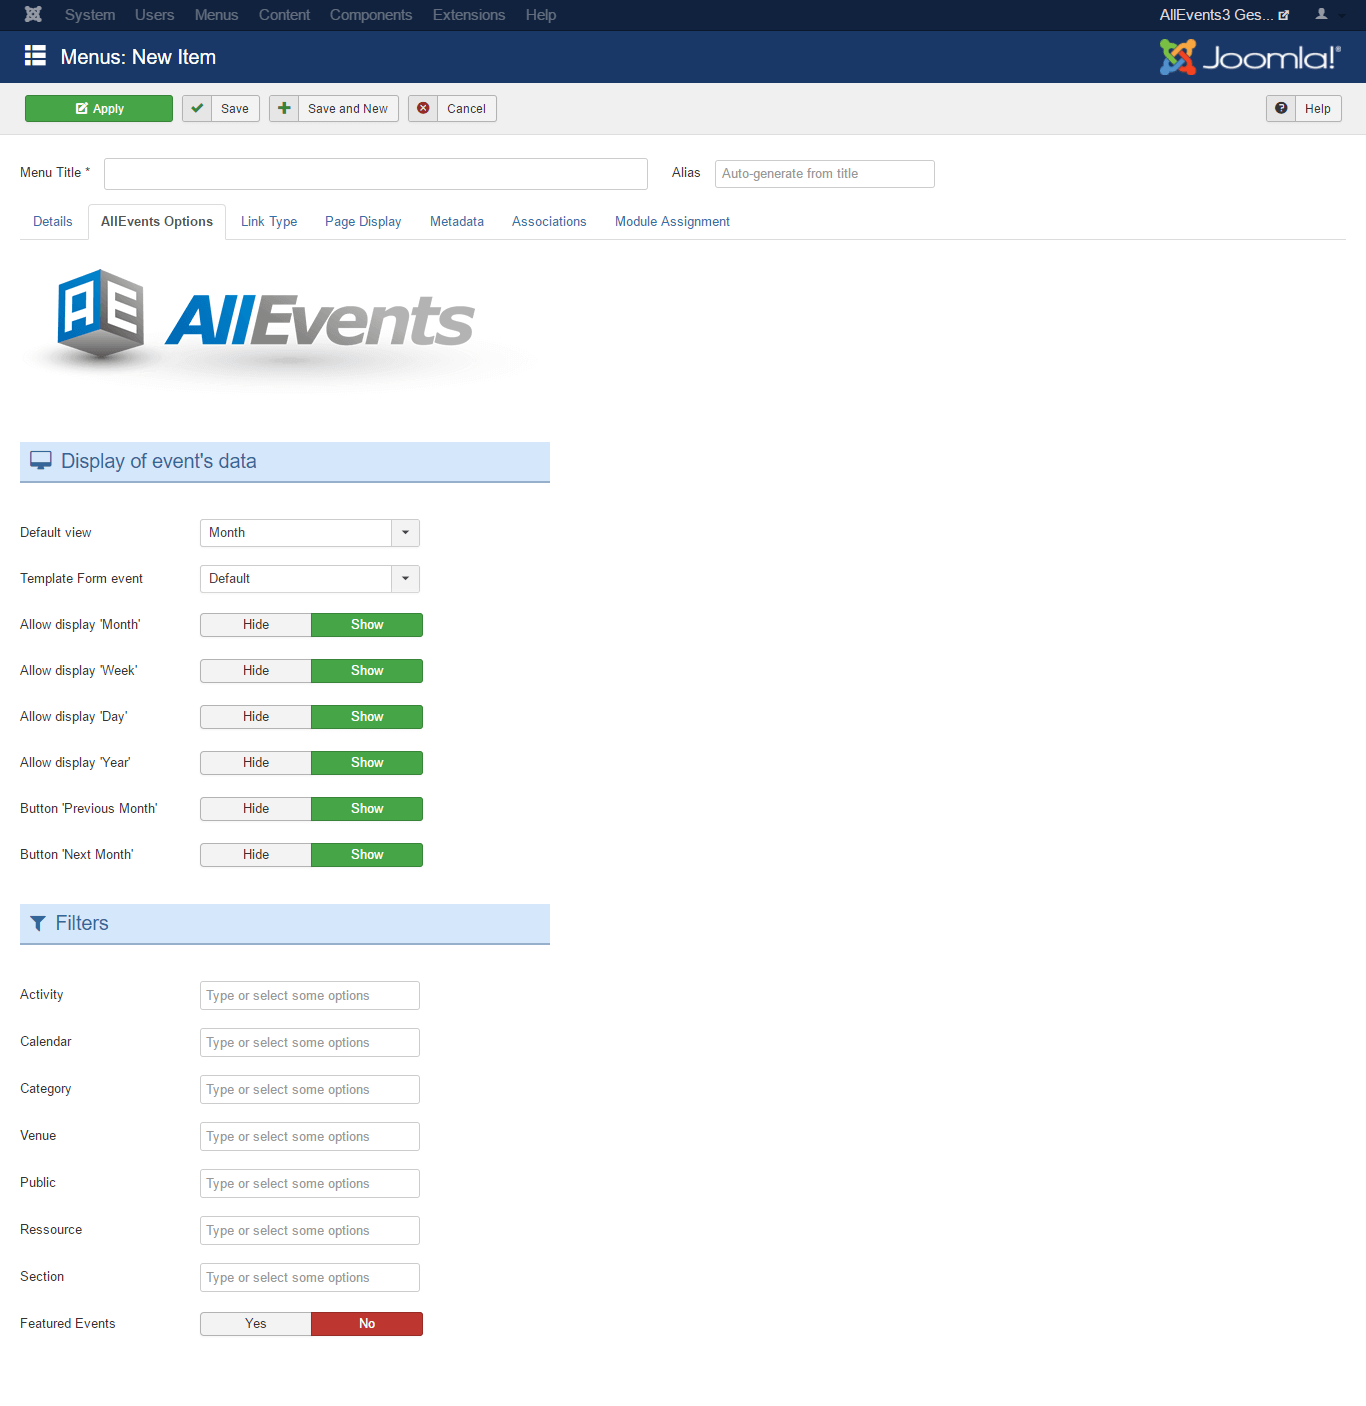 System Users Menus Content Components Extensions Help AllEvents3 Ges...
Menus: New Item Joomla!®
Apply Save Save and New Cancel Help
Menu Title * Alias Auto-generate from title
Details AllEvents Options Link Type Page Display Metadata Associations Module Assignment
AE AllEvents
Display of event's data
Default view Month
Template Form event Default
Allow display 'Month' Hide Show
Allow display 'Week' Hide Show
Allow display 'Day' Hide Show
Allow display 'Year' Hide Show
Button 'Previous Month' Hide Show
Button 'Next Month' Hide Show
Filters
Activity Type or select some options
Calendar Type or select some options
Category Type or select some options
Venue Type or select some options
Public Type or select some options
Ressource Type or select some options
Section Type or select some options
Featured Events Yes No